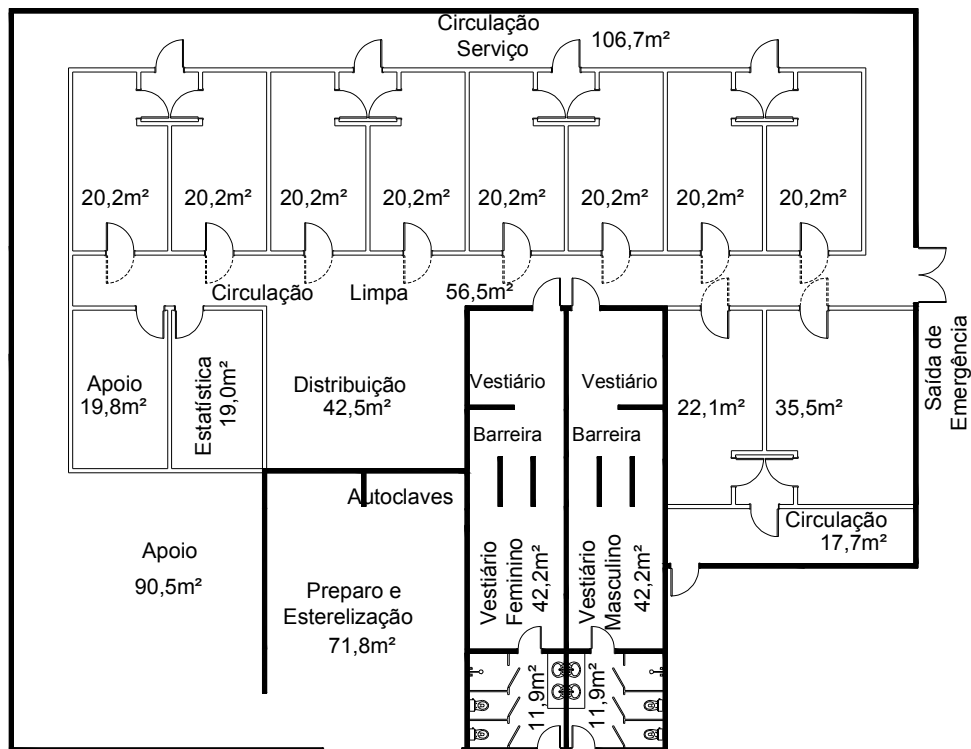 Circulação
Serviço
106,7m²
20,2m²
20,2m²
20,2m²
20,2m²
20,2m²
20,2m²
20,2m²
20,2m²
Circulação Limpa 56,5m²
Apoio
19,8m²
Estatística
19,0m²
Distribuição
42,5m²
Vestiário
Vestiário
Barreira
Barreira
22,1m²
35,5m²
Saída de
Emergência
Autoclaves
Circulação
17,7m²
Apoio
90,5m²
Preparo e
Esterelização
71,8m²
Vestiário
Feminino
42,2m²
Vestiário
Masculino
42,2m²
11,9m²
11,9m²